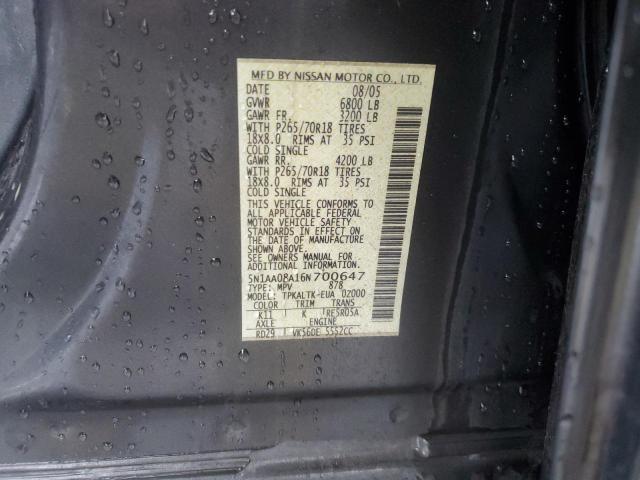 MFD BY NISSAN MOTOR CO., LTD.
DATE 08/05
GVWR 6800 LB
GAWR FR. 3200 LB
WITH P265/70R18 TIRES
18X8.0 RIMS AT 35 PSI
COLD SINGLE
GAWR RR. 4200 LB
WITH P265/70R18 TIRES
18X8.0 RIMS AT 35 PSI
COLD SINGLE
THIS VEHICLE CONFORMS TO
ALL APPLICABLE FEDERAL
MOTOR VEHICLE SAFETY
STANDARDS IN EFFECT ON
THE DATE OF MANUFACTURE
SHOWN ABOVE.
SEE OWNERS MANUAL FOR
ADDITIONAL INFORMATION.
5N1AA08A16N700647
TYPE: MPV 878
MODEL: TPKALTK-EUA 02000
COLOR TRIM TRANS
K11 K RE5R05A
AXLE ENGINE
RD29 VK56DE 5552CC